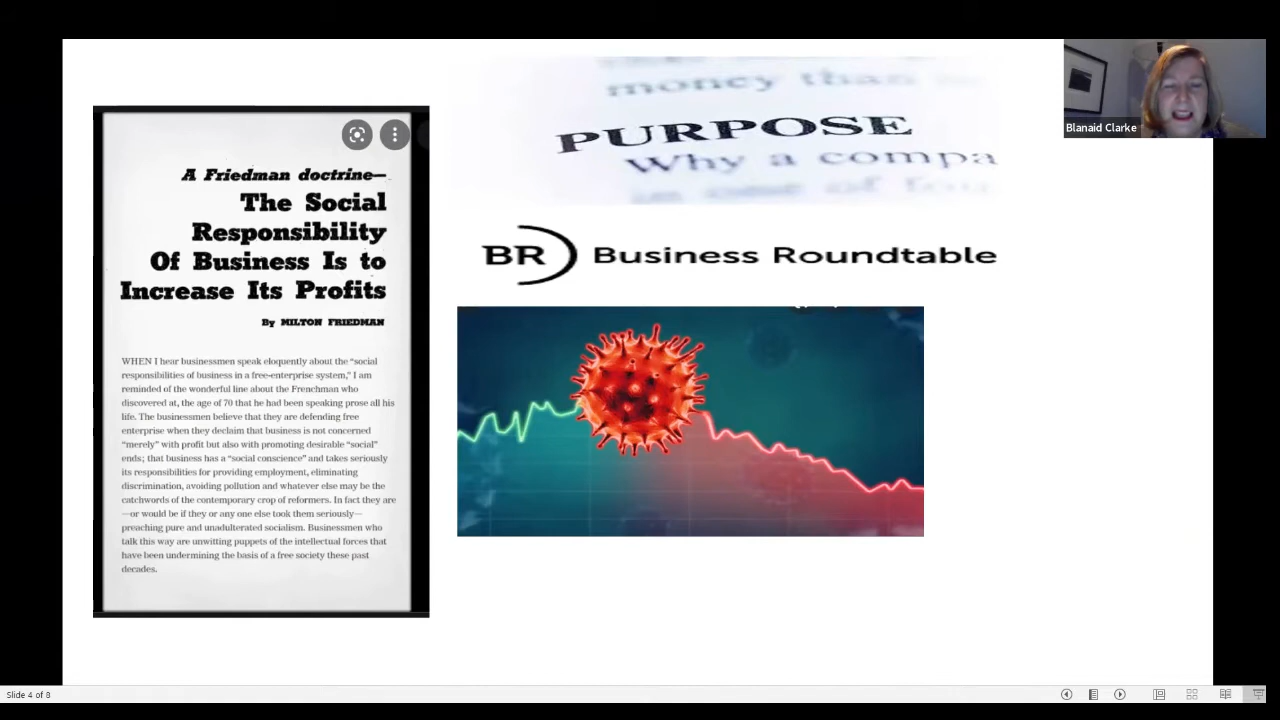 A Friedman doctrine—
The Social
Responsibility
Of Business Is to
Increase Its Profits
By MILTON FRIEDMAN
WHEN I hear businessmen speak eloquently about the "social
responsibilities of business in a free-enterprise system," I am
reminded of the wonderful line about the Frenchman who
discovered at, the age of 70 that he had been speaking prose all his
life. The businessmen believe that they are defending free
enterprise when they declaim that business is not concerned
"merely" with profit but also with promoting desirable "social"
ends; that business has a "social conscience" and takes seriously
its responsibilities for providing employment, eliminating
discrimination, avoiding pollution and whatever else may be the
catchwords of the contemporary crop of reformers. In fact they are
—or would be if they or any one else took them seriously—
preaching pure and unadulterated socialism. Businessmen who
talk this way are unwitting puppets of the intellectual forces that
have been undermining the basis of a free society these past
decades.
money than
PURPOSE
Why a compa
in one of
BR Business Roundtable
Blanaid Clarke
Slide 4 of 8